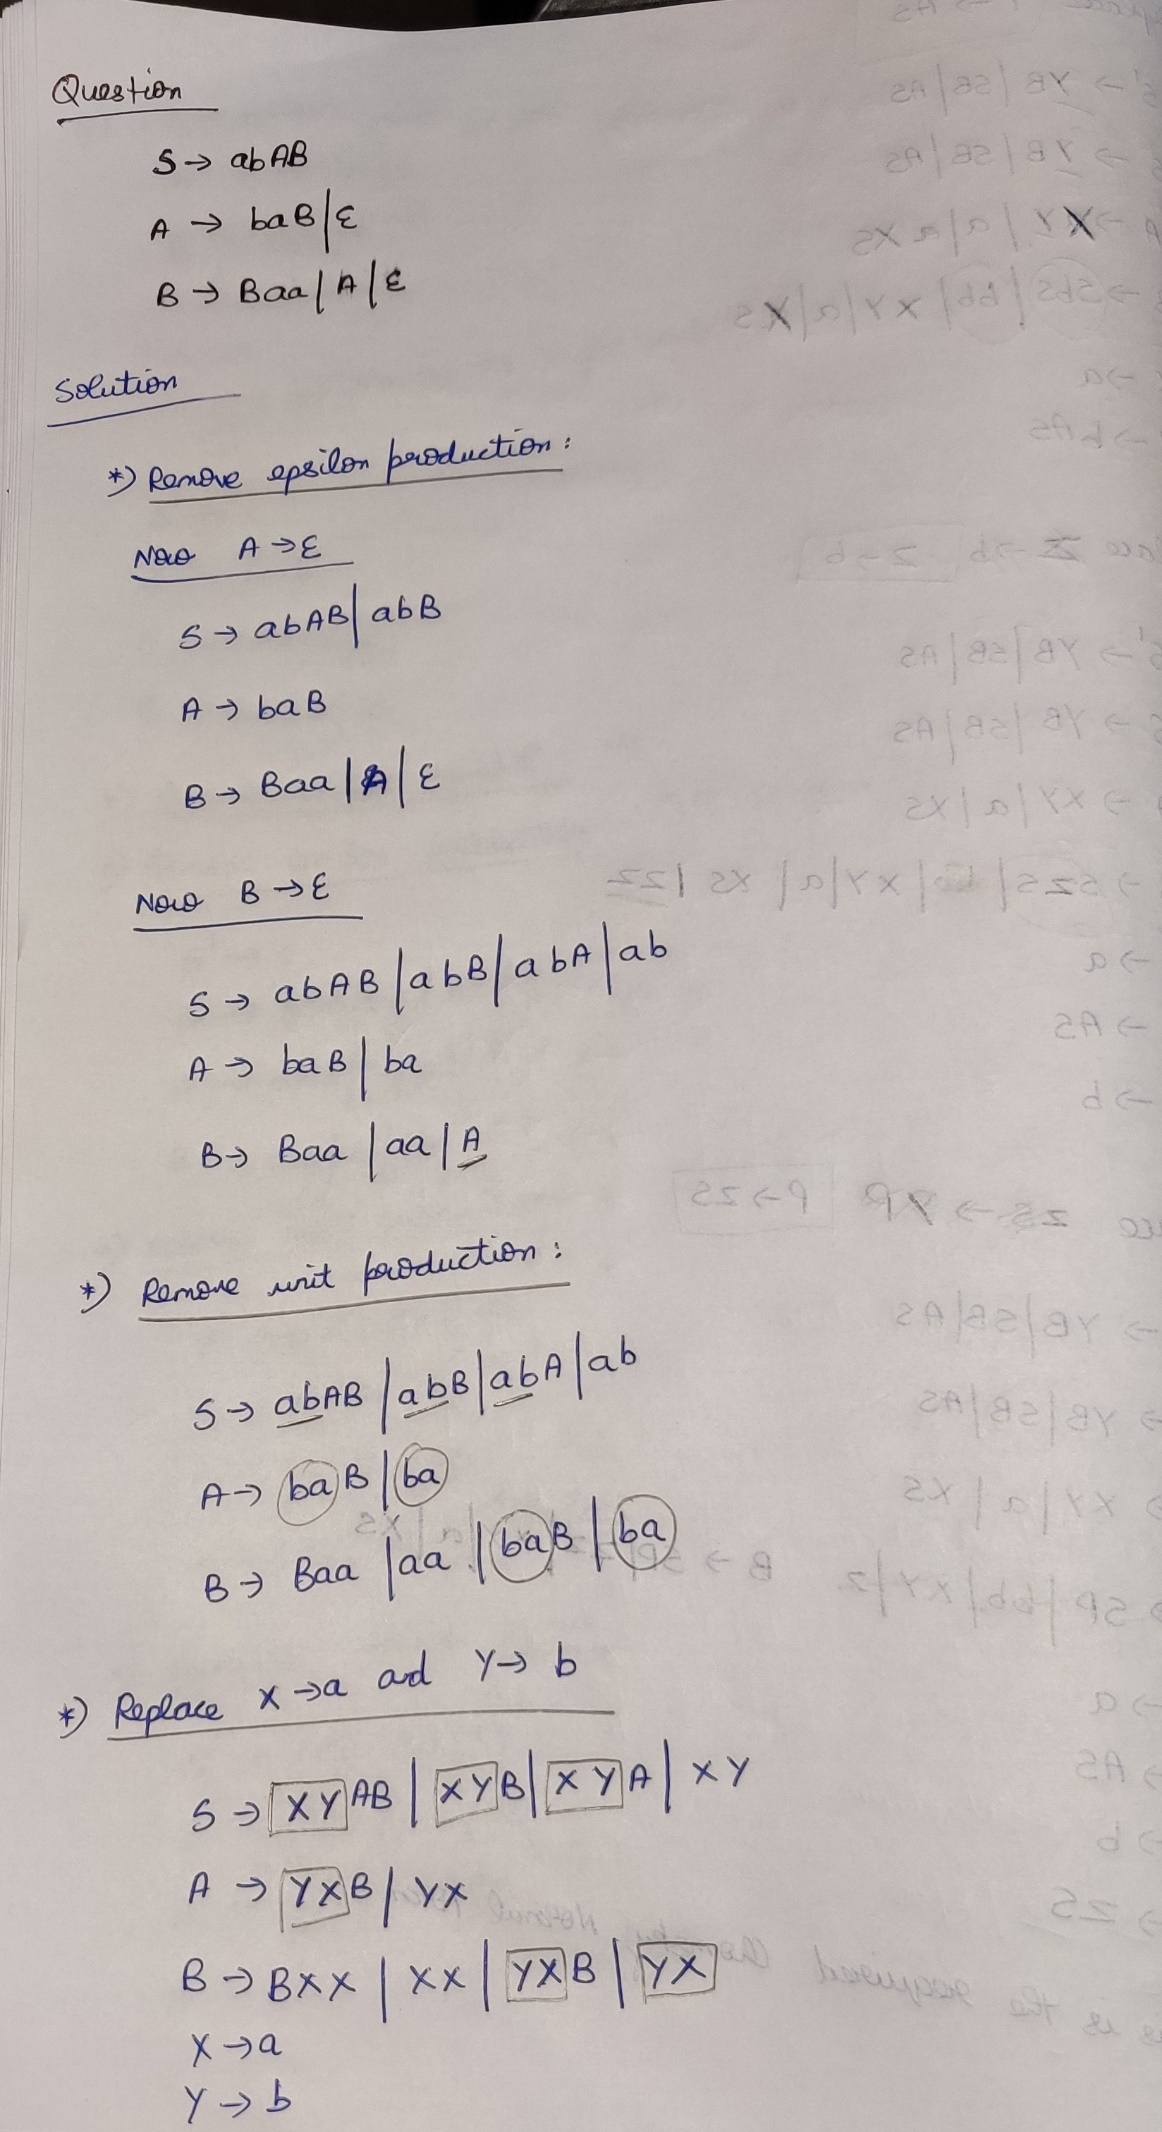 Question
S → abAB
A → baB | ε
B → Baa | A | ε
Solution
*) Remove epsilon production :
Now A → ε
S → abAB | abB
A → baB
B → Baa | A | ε
Now B → ε
S → abAB | abB | abA | ab
A → baB | ba
B → Baa | aa | A
*) Remove unit production :
S → abAB | abB | abA | ab
A → baB | ba
B → Baa | aa | baB | ba
*) Replace X → a and Y → b
S → XYAB | XYB | XYA | XY
A → YXB | YX
B → BXX | XX | YXB | YX
X → a
Y → b